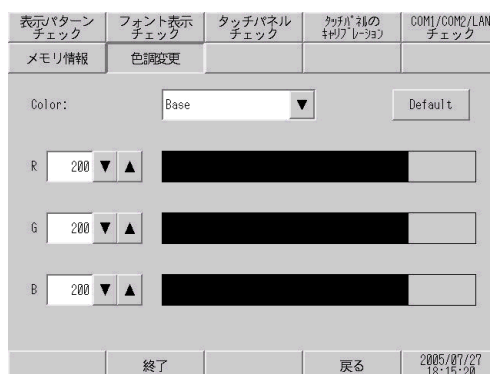 表示パターン
チェック
フォント表示
チェック
タッチパネル
チェック
タッチパネルの
キャリブレーション
COM1/COM2/LAN
チェック
メモリ情報
色調変更
Color:
Base
▼
Default
R 200 ▼ ▲
G 200 ▼ ▲
B 200 ▼ ▲
終了
戻る
2005/07/27
18:15:20